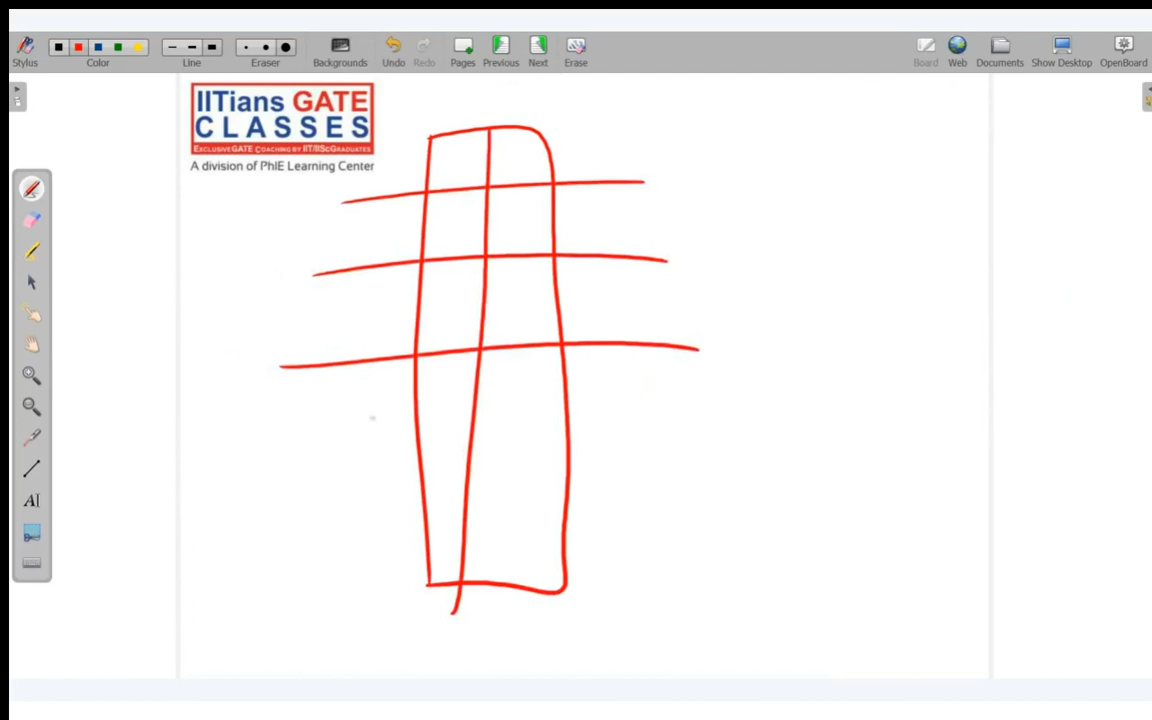 Stylus
Color
Line
Eraser
Backgrounds
Undo
Redo
Pages
Previous
Next
Erase
Board
Web
Documents
Show Desktop
OpenBoard
IITians GATE
CLASSES
EXCLUSIVE GATE COACHING BY IIT/IISC GRADUATES
A division of PhIE Learning Center
AI